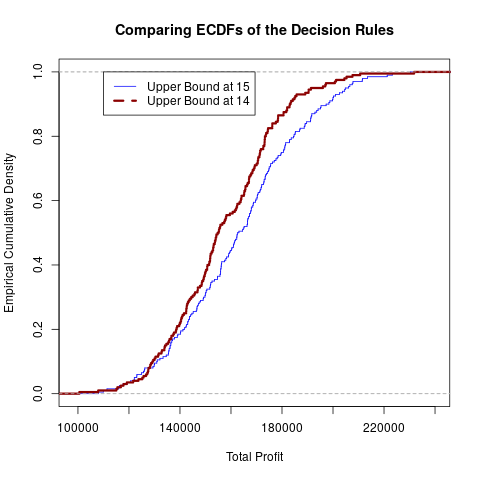 Comparing ECDFs of the Decision Rules
Upper Bound at 15
Upper Bound at 14
Empirical Cumulative Density
1.0
0.8
0.6
0.4
0.2
0.0
100000 140000 180000 220000
Total Profit